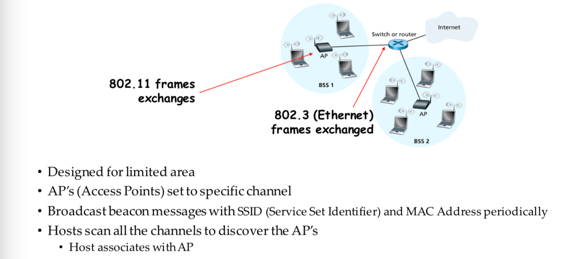 Internet
Switch or router
AP
BSS 1
802.11 frames
exchanges
802.3 (Ethernet)
frames exchanged
AP
BSS 2
• Designed for limited area
• AP's (Access Points) set to specific channel
• Broadcast beacon messages with SSID (Service Set Identifier) and MAC Address periodically
• Hosts scan all the channels to discover the AP's
• Host associates with AP